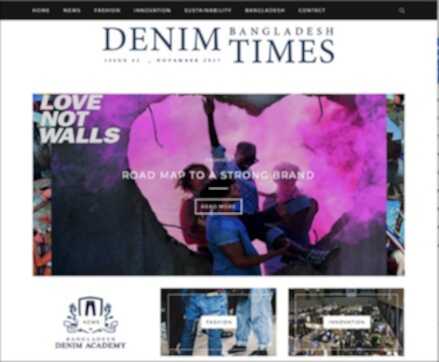 HOME NEWS FASHION INNOVATION SUSTAINABILITY BANGLADESH CONTACT
DENIM BANGLADESH TIMES
ISSUE 01 , NOVEMBER 2017
LOVE
NOT
WALLS
ROAD MAP TO A STRONG BRAND
READ MORE
NEWS
FASHION
INNOVATION
BANGLADESH
DENIM ACADEMY